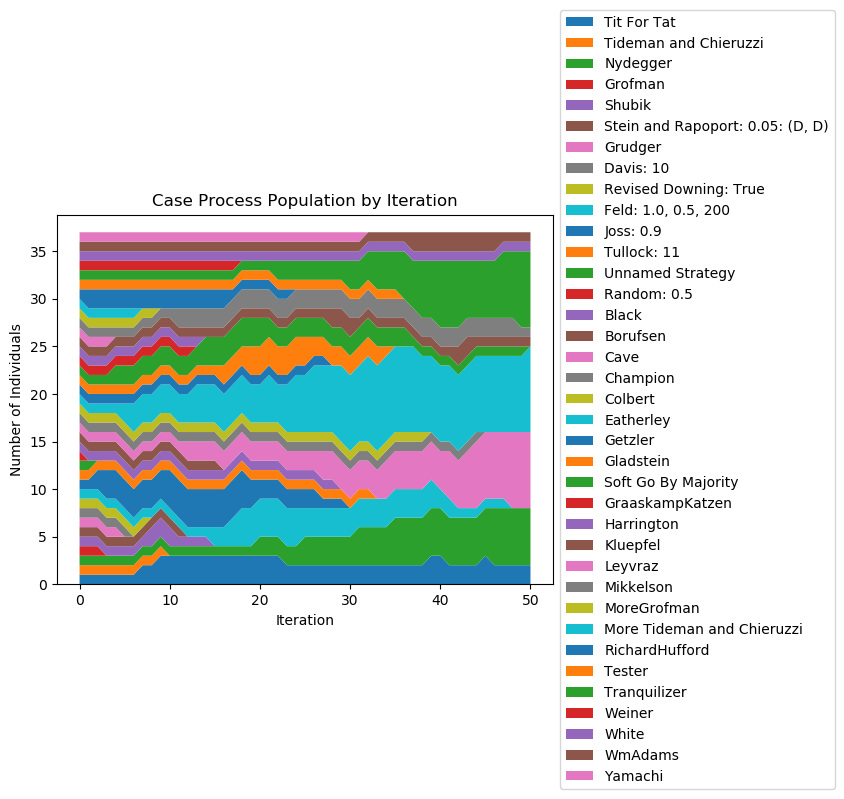 Case Process Population by Iteration
Number of Individuals
35
30
25
20
15
10
5
0
0 10 20 30 40 50
Iteration
Tit For Tat
Tideman and Chieruzzi
Nydegger
Grofman
Shubik
Stein and Rapoport: 0.05: (D, D)
Grudger
Davis: 10
Revised Downing: True
Feld: 1.0, 0.5, 200
Joss: 0.9
Tullock: 11
Unnamed Strategy
Random: 0.5
Black
Borufsen
Cave
Champion
Colbert
Eatherley
Getzler
Gladstein
Soft Go By Majority
GraaskampKatzen
Harrington
Kluepfel
Leyvraz
Mikkelson
MoreGrofman
More Tideman and Chieruzzi
RichardHufford
Tester
Tranquilizer
Weiner
White
WmAdams
Yamachi